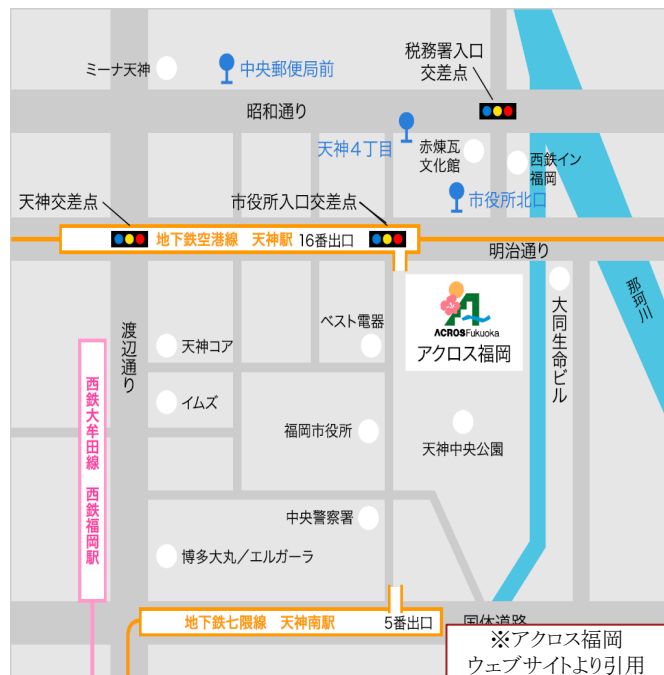 ミーナ天神
中央郵便局前
税務署入口
交差点
昭和通り
天神4丁目
赤煉瓦
文化館
西鉄イン
福岡
市役所北口
天神交差点
市役所入口交差点
地下鉄空港線 天神駅 16番出口
明治通り
那珂川
渡辺通り
天神コア
ベスト電器
ACROS Fukuoka
アクロス福岡
大同生命ビル
西鉄大牟田線 西鉄福岡駅
イムズ
福岡市役所
天神中央公園
中央警察署
博多大丸/エルガーラ
地下鉄七隈線 天神南駅 5番出口
国体道路
※アクロス福岡
ウェブサイトより引用